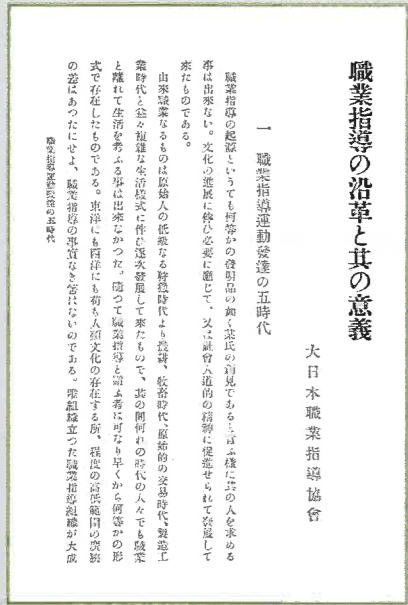 職業指導の沿革と其の意義
大日本職業指導協會
一　職業指導運動發達の五時代
職業指導の起源というても何等かの發明品の如く某氏の創見であると言ふ樣に其の人を求める
事は出來ない。文化の進展に伴ひ必要に應じて、又は社會人道的の精神に促進せられて發展して
來たものである。
由來職業なるものは原始人の低級なる狩獵時代より農耕、牧畜時代、原始的の交易時代、製造工
業時代と益々複雜な生活樣式に伴ひ逐次發展して來たもので、其の間何れの時代の人々でも職業
と離れて生活を考ふる事は出來なかつた。隨つて職業指導と謂ふ考は可なり早くから何等かの形
式で存在したものである。東洋にも西洋にも苟も人類文化の存在する所、程度の高低範圍の廣狹
の差はあつたにせよ、職業指導の事實なき筈はないのである。唯組織立つた職業指導組織が大成
職業指導運動發達の五時代